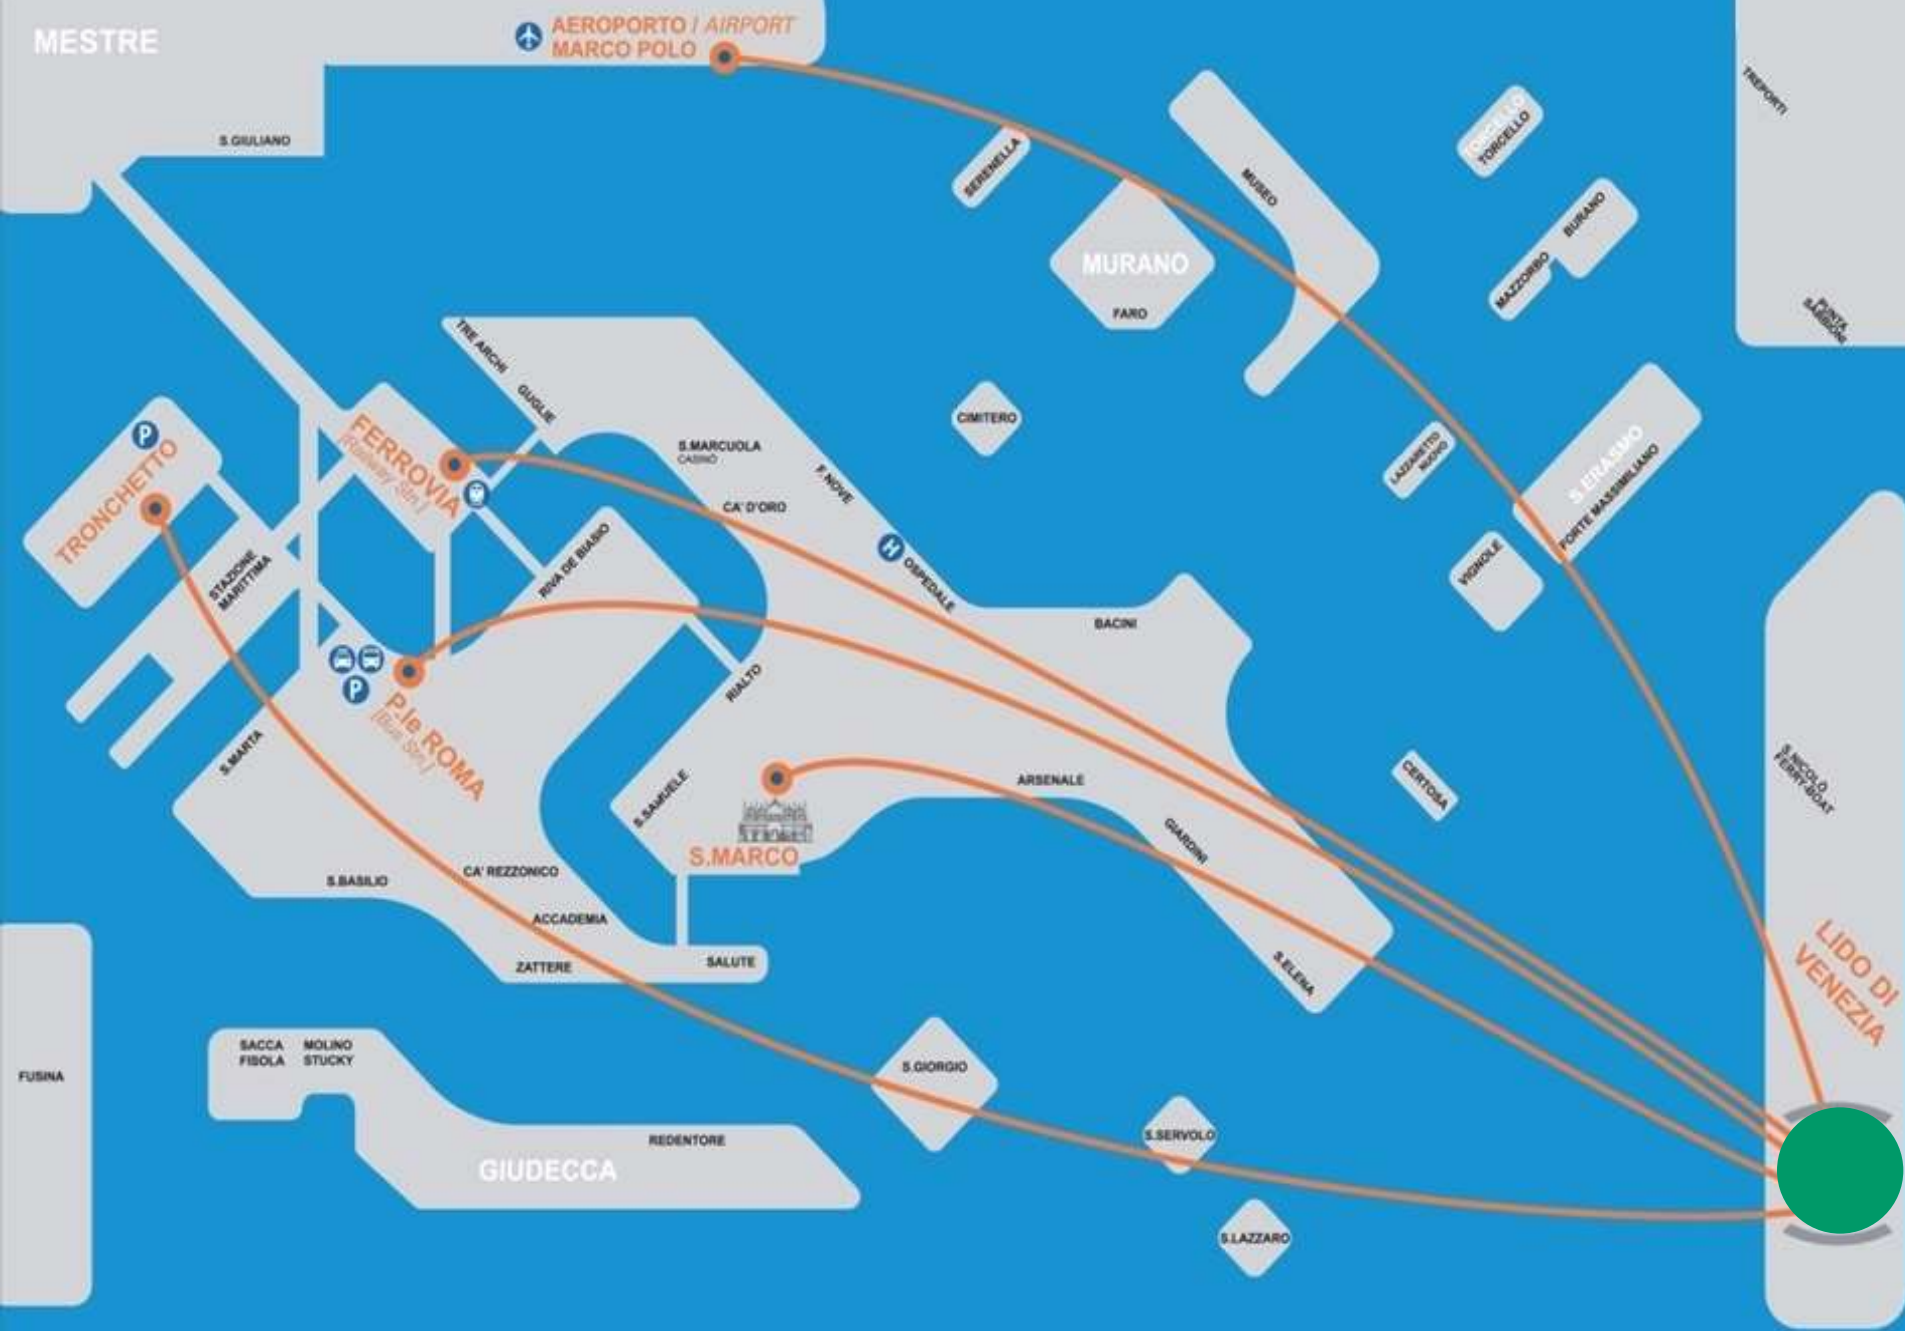 MESTRE
AEROPORTO / AIRPORT
MARCO POLO
S.GIULIANO
SERENELLA
MUSEO
TORCELLO
TORCELLO
BURANO
MAZZORBO
TREPORTI
PUNTA
SABBIONI
MURANO
FARO
TRE ARCHI
GUGLIE
CIMITERO
P
TRONCHETTO
FERROVIA
[Railway Stn.]
S.MARCUOLA
CASINÒ
F.NOVE
CA' D'ORO
LAZZARETTO
NUOVO
S.ERASMO
FORTE MASSIMILIANO
VIGNOLE
H OSPEDALE
STAZIONE
MARITTIMA
RIVA DE BIASIO
BACINI
P
P.le ROMA
[Bus Stn.]
RIALTO
S.MARTA
S.SAMUELE
ARSENALE
CERTOSA
S.NICOLÒ
FERRY-BOAT
S.MARCO
GIARDINI
S.BASILIO
CA' REZZONICO
ACCADEMIA
ZATTERE
SALUTE
S.ELENA
LIDO DI
VENEZIA
FUSINA
SACCA
FISOLA
MOLINO
STUCKY
S.GIORGIO
REDENTORE
GIUDECCA
S.SERVOLO
S.LAZZARO